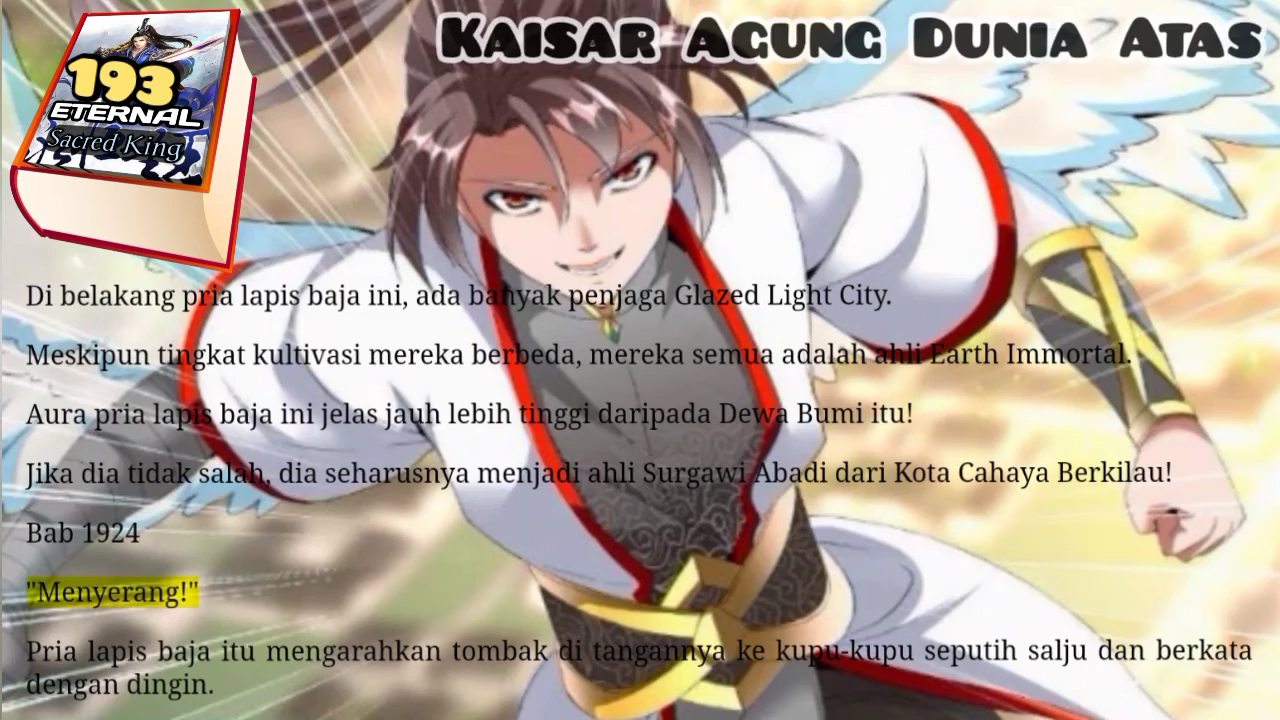 Kaisar Agung Dunia Atas
193
ETERNAL
Sacred King
Di belakang pria lapis baja ini, ada banyak penjaga Glazed Light City.
Meskipun tingkat kultivasi mereka berbeda, mereka semua adalah ahli Earth Immortal.
Aura pria lapis baja ini jelas jauh lebih tinggi daripada Dewa Bumi itu!
Jika dia tidak salah, dia seharusnya menjadi ahli Surgawi Abadi dari Kota Cahaya Berkilau!
Bab 1924
"Menyerang!"
Pria lapis baja itu mengarahkan tombak di tangannya ke kupu-kupu seputih salju dan berkata
dengan dingin.